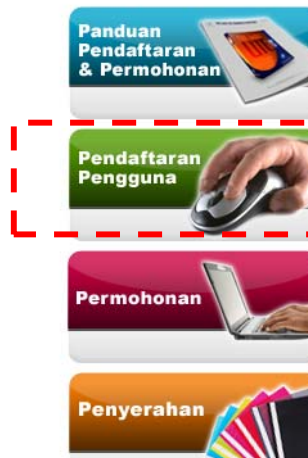 Panduan
Pendaftaran
& Permohonan
Pendaftaran
Pengguna
Permohonan
Penyerahan